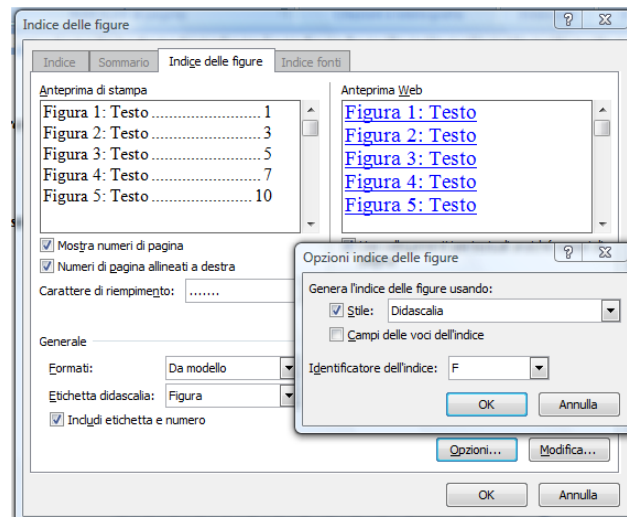 Indice delle figure
Indice
Sommario
Indice delle figure
Indice fonti
Anteprima di stampa
Figura 1: Testo ........................... 1
Figura 2: Testo ........................... 3
Figura 3: Testo ........................... 5
Figura 4: Testo ........................... 7
Figura 5: Testo ......................... 10
Anteprima Web
Figura 1: Testo
Figura 2: Testo
Figura 3: Testo
Figura 4: Testo
Figura 5: Testo
Mostra numeri di pagina
Numeri di pagina allineati a destra
Carattere di riempimento: .......
Generale
Formati: Da modello
Etichetta didascalia: Figura
Includi etichetta e numero
Opzioni indice delle figure
Genera l'indice delle figure usando:
Stile: Didascalia
Campi delle voci dell'indice
Identificatore dell'indice: F
OK
Annulla
Opzioni...
Modifica...
OK
Annulla